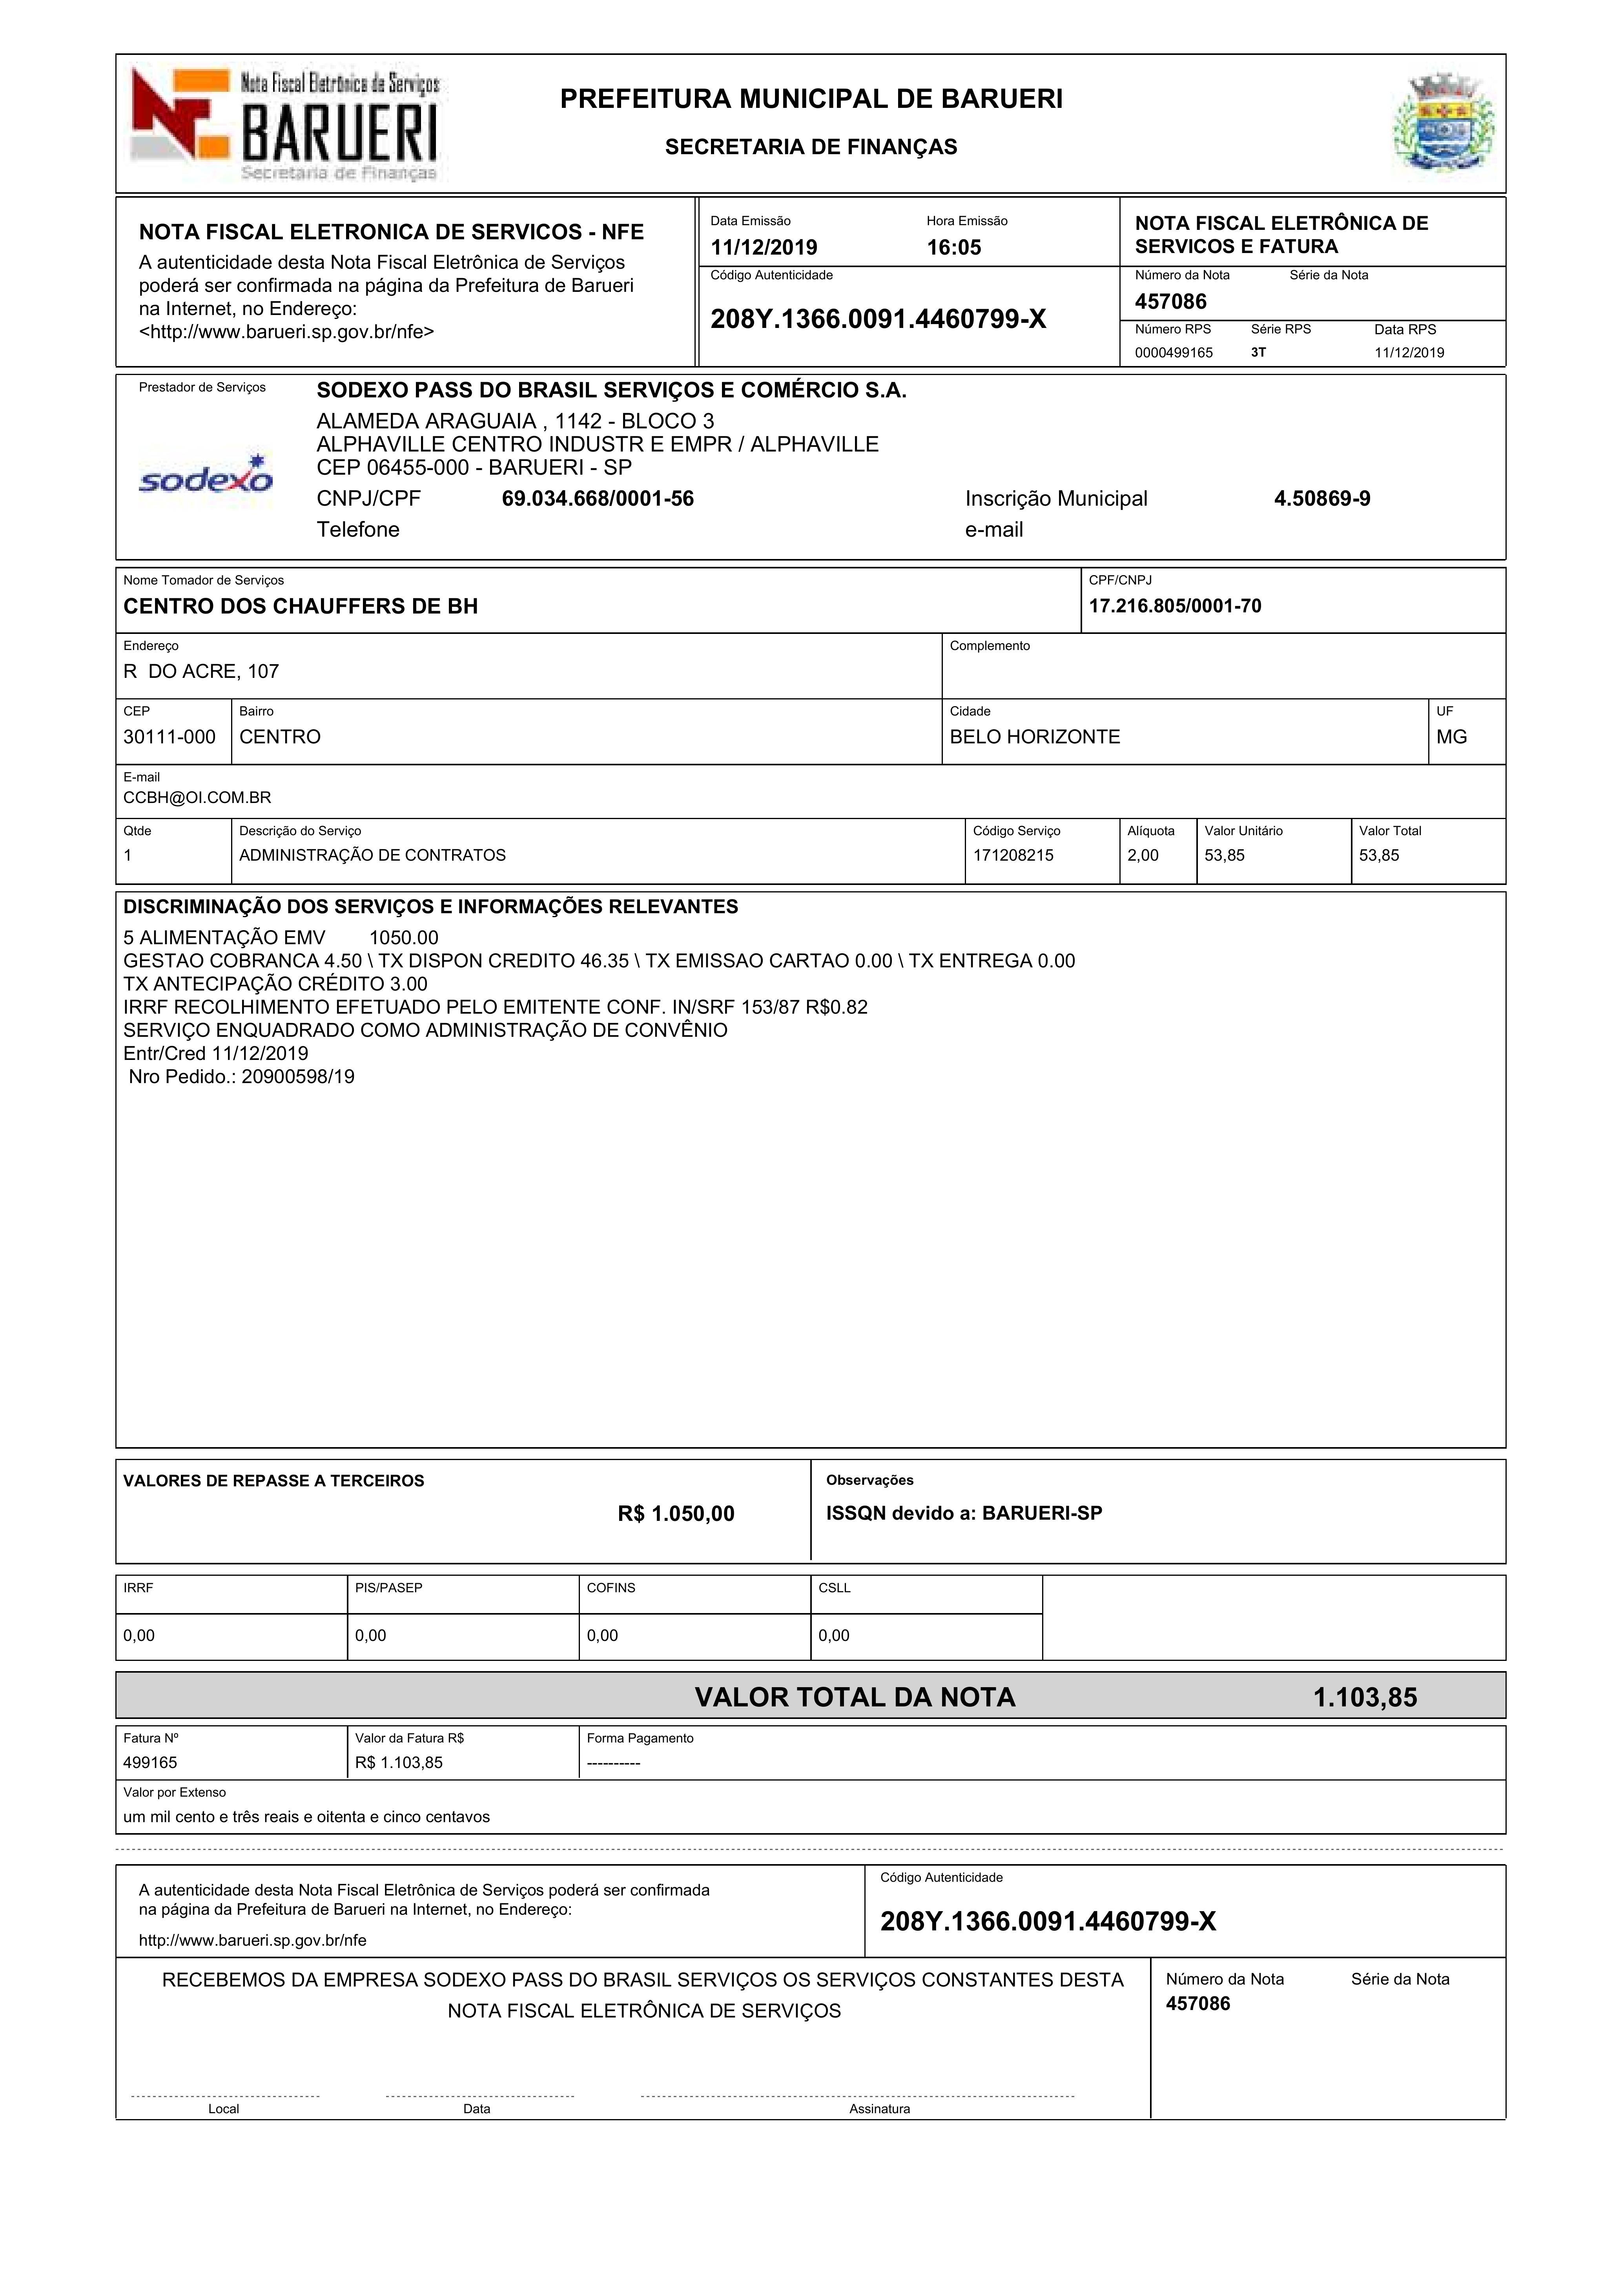 Nota Fiscal Eletrônica de Serviços
BARUERI
Secretaria de Finanças
PREFEITURA MUNICIPAL DE BARUERI
SECRETARIA DE FINANÇAS
NOTA FISCAL ELETRONICA DE SERVICOS - NFE
A autenticidade desta Nota Fiscal Eletrônica de Serviços
poderá ser confirmada na página da Prefeitura de Barueri
na Internet, no Endereço:
<http://www.barueri.sp.gov.br/nfe>
Data Emissão Hora Emissão
11/12/2019 16:05
Código Autenticidade
208Y.1366.0091.4460799-X
NOTA FISCAL ELETRÔNICA DE
SERVICOS E FATURA
Número da Nota Série da Nota
457086
Número RPS Série RPS Data RPS
0000499165 3T 11/12/2019
Prestador de Serviços
sodexo
SODEXO PASS DO BRASIL SERVIÇOS E COMÉRCIO S.A.
ALAMEDA ARAGUAIA , 1142 - BLOCO 3
ALPHAVILLE CENTRO INDUSTR E EMPR / ALPHAVILLE
CEP 06455-000 - BARUERI - SP
CNPJ/CPF 69.034.668/0001-56 Inscrição Municipal 4.50869-9
Telefone e-mail
Nome Tomador de Serviços CPF/CNPJ
CENTRO DOS CHAUFFERS DE BH 17.216.805/0001-70
Endereço Complemento
R DO ACRE, 107
CEP Bairro Cidade UF
30111-000 CENTRO BELO HORIZONTE MG
E-mail
CCBH@OI.COM.BR
Qtde Descrição do Serviço Código Serviço Alíquota Valor Unitário Valor Total
1 ADMINISTRAÇÃO DE CONTRATOS 171208215 2,00 53,85 53,85
DISCRIMINAÇÃO DOS SERVIÇOS E INFORMAÇÕES RELEVANTES
5 ALIMENTAÇÃO EMV 1050.00
GESTAO COBRANCA 4.50 \ TX DISPON CREDITO 46.35 \ TX EMISSAO CARTAO 0.00 \ TX ENTREGA 0.00
TX ANTECIPAÇÃO CRÉDITO 3.00
IRRF RECOLHIMENTO EFETUADO PELO EMITENTE CONF. IN/SRF 153/87 R$0.82
SERVIÇO ENQUADRADO COMO ADMINISTRAÇÃO DE CONVÊNIO
Entr/Cred 11/12/2019
Nro Pedido.: 20900598/19
VALORES DE REPASSE A TERCEIROS
R$ 1.050,00
Observações
ISSQN devido a: BARUERI-SP
IRRF PIS/PASEP COFINS CSLL
0,00 0,00 0,00 0,00
VALOR TOTAL DA NOTA 1.103,85
Fatura Nº Valor da Fatura R$ Forma Pagamento
499165 R$ 1.103,85 ----------
Valor por Extenso
um mil cento e três reais e oitenta e cinco centavos
A autenticidade desta Nota Fiscal Eletrônica de Serviços poderá ser confirmada
na página da Prefeitura de Barueri na Internet, no Endereço:
http://www.barueri.sp.gov.br/nfe
Código Autenticidade
208Y.1366.0091.4460799-X
RECEBEMOS DA EMPRESA SODEXO PASS DO BRASIL SERVIÇOS OS SERVIÇOS CONSTANTES DESTA
NOTA FISCAL ELETRÔNICA DE SERVIÇOS
Número da Nota Série da Nota
457086
Local Data Assinatura